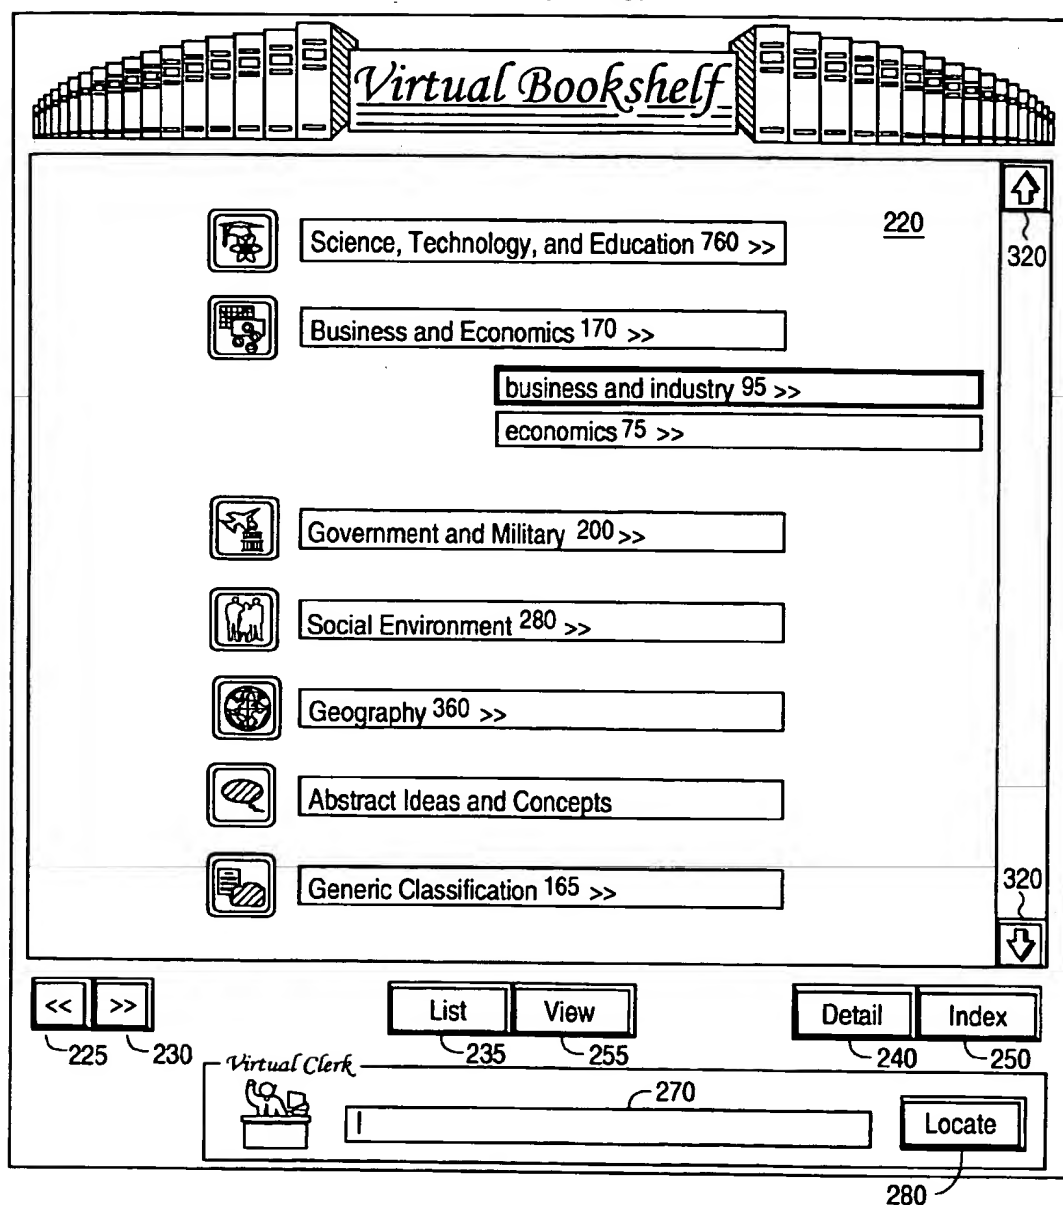 Virtual Bookshelf
220
320
Science, Technology, and Education 760 >>
Business and Economics 170 >>
business and industry 95 >>
economics 75 >>
Government and Military 200 >>
Social Environment 280 >>
Geography 360 >>
Abstract Ideas and Concepts
Generic Classification 165 >>
320
<< >> List View Detail Index
225 230 235 255 240 250
Virtual Clerk
270
Locate
280